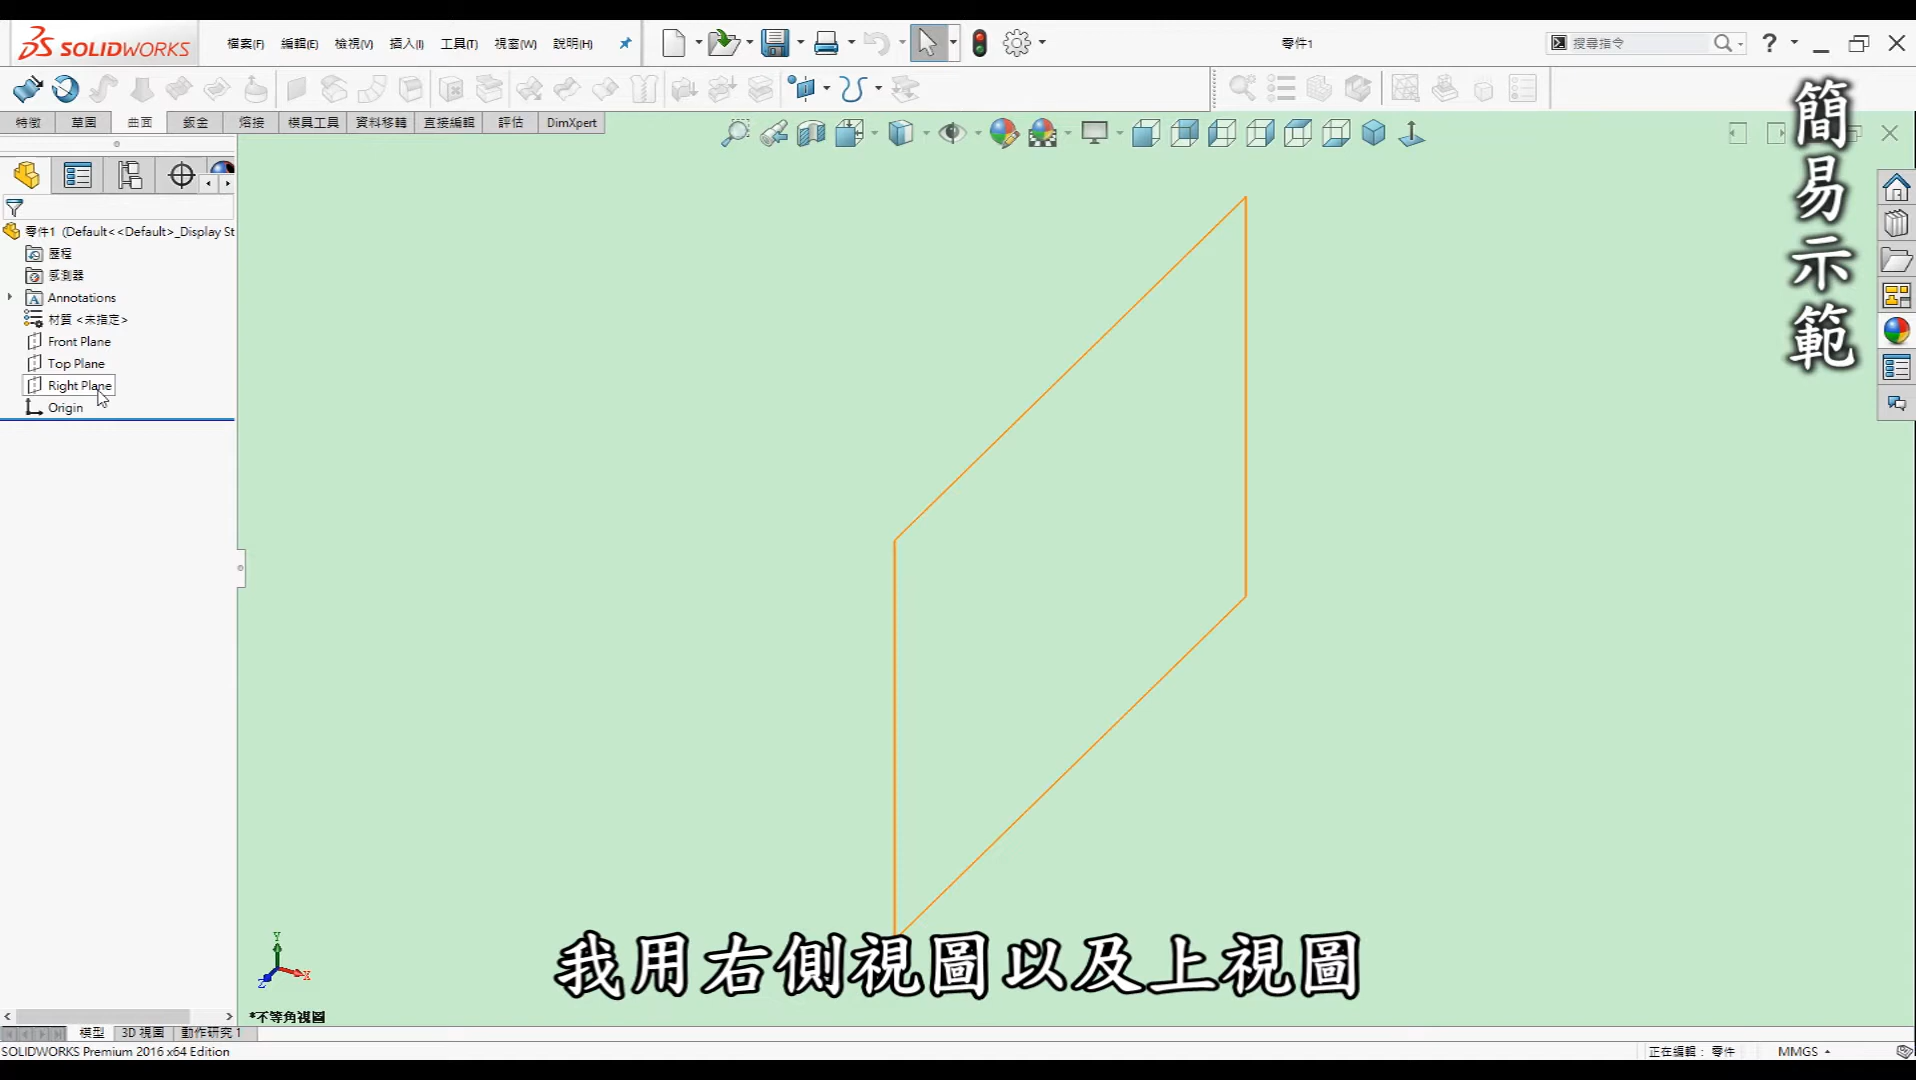 SOLIDWORKS 檔案(F) 編輯(E) 檢視(V) 插入(I) 工具(T) 視窗(W) 說明(H) 零件1 搜尋指令 ?
特徵 草圖 曲面 鈑金 熔接 模具工具 資料移轉 直接編輯 評估 DimXpert
簡易示範
零件1 (Default<<Default>_Display St
歷程
感測器
A Annotations
材質 <未指定>
Front Plane
Top Plane
Right Plane
Origin
Y
X
Z
我用右側視圖以及上視圖
*不等角視圖
模型 3D 視圖 動作研究 1
SOLIDWORKS Premium 2016 x64 Edition 正在編輯： 零件 MMGS